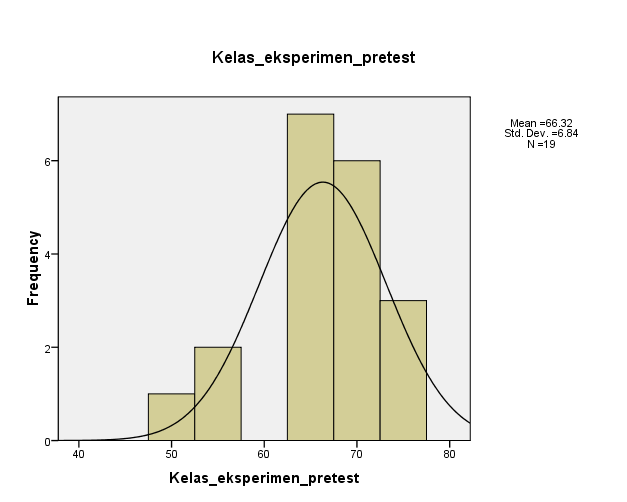 Kelas_eksperimen_pretest
Mean =66.32
Std. Dev. =6.84
N =19
Frequency
6
4
2
0
40 50 60 70 80
Kelas_eksperimen_pretest